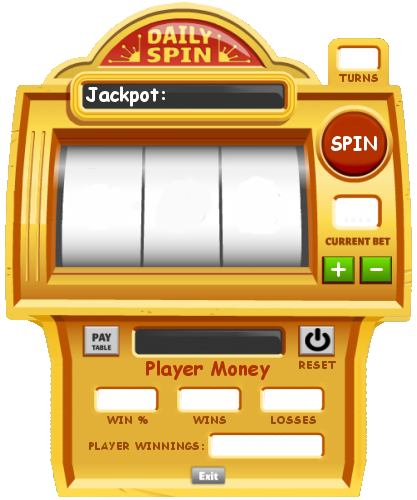 DAILY
SPIN
TURNS
Jackpot:
SPIN
CURRENT BET
+ −
PAY
TABLE
Player Money
RESET
WIN %
WINS
LOSSES
PLAYER WINNINGS:
Exit